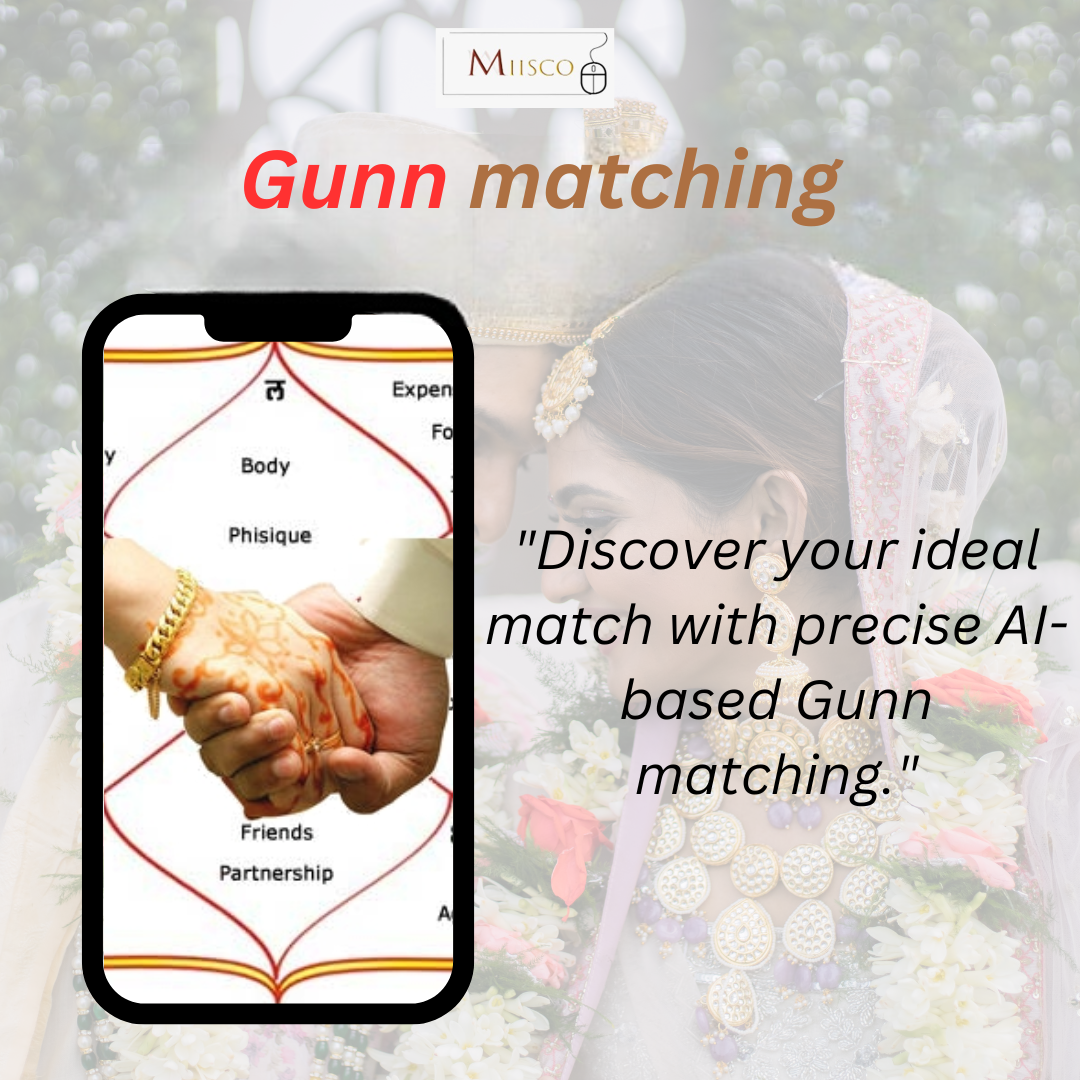 Miisco
Gunn matching
ल
Expen
Fo
y
Body
Phisique
"Discover your ideal
match with precise AI-
based Gunn
matching."
Friends
Partnership
A